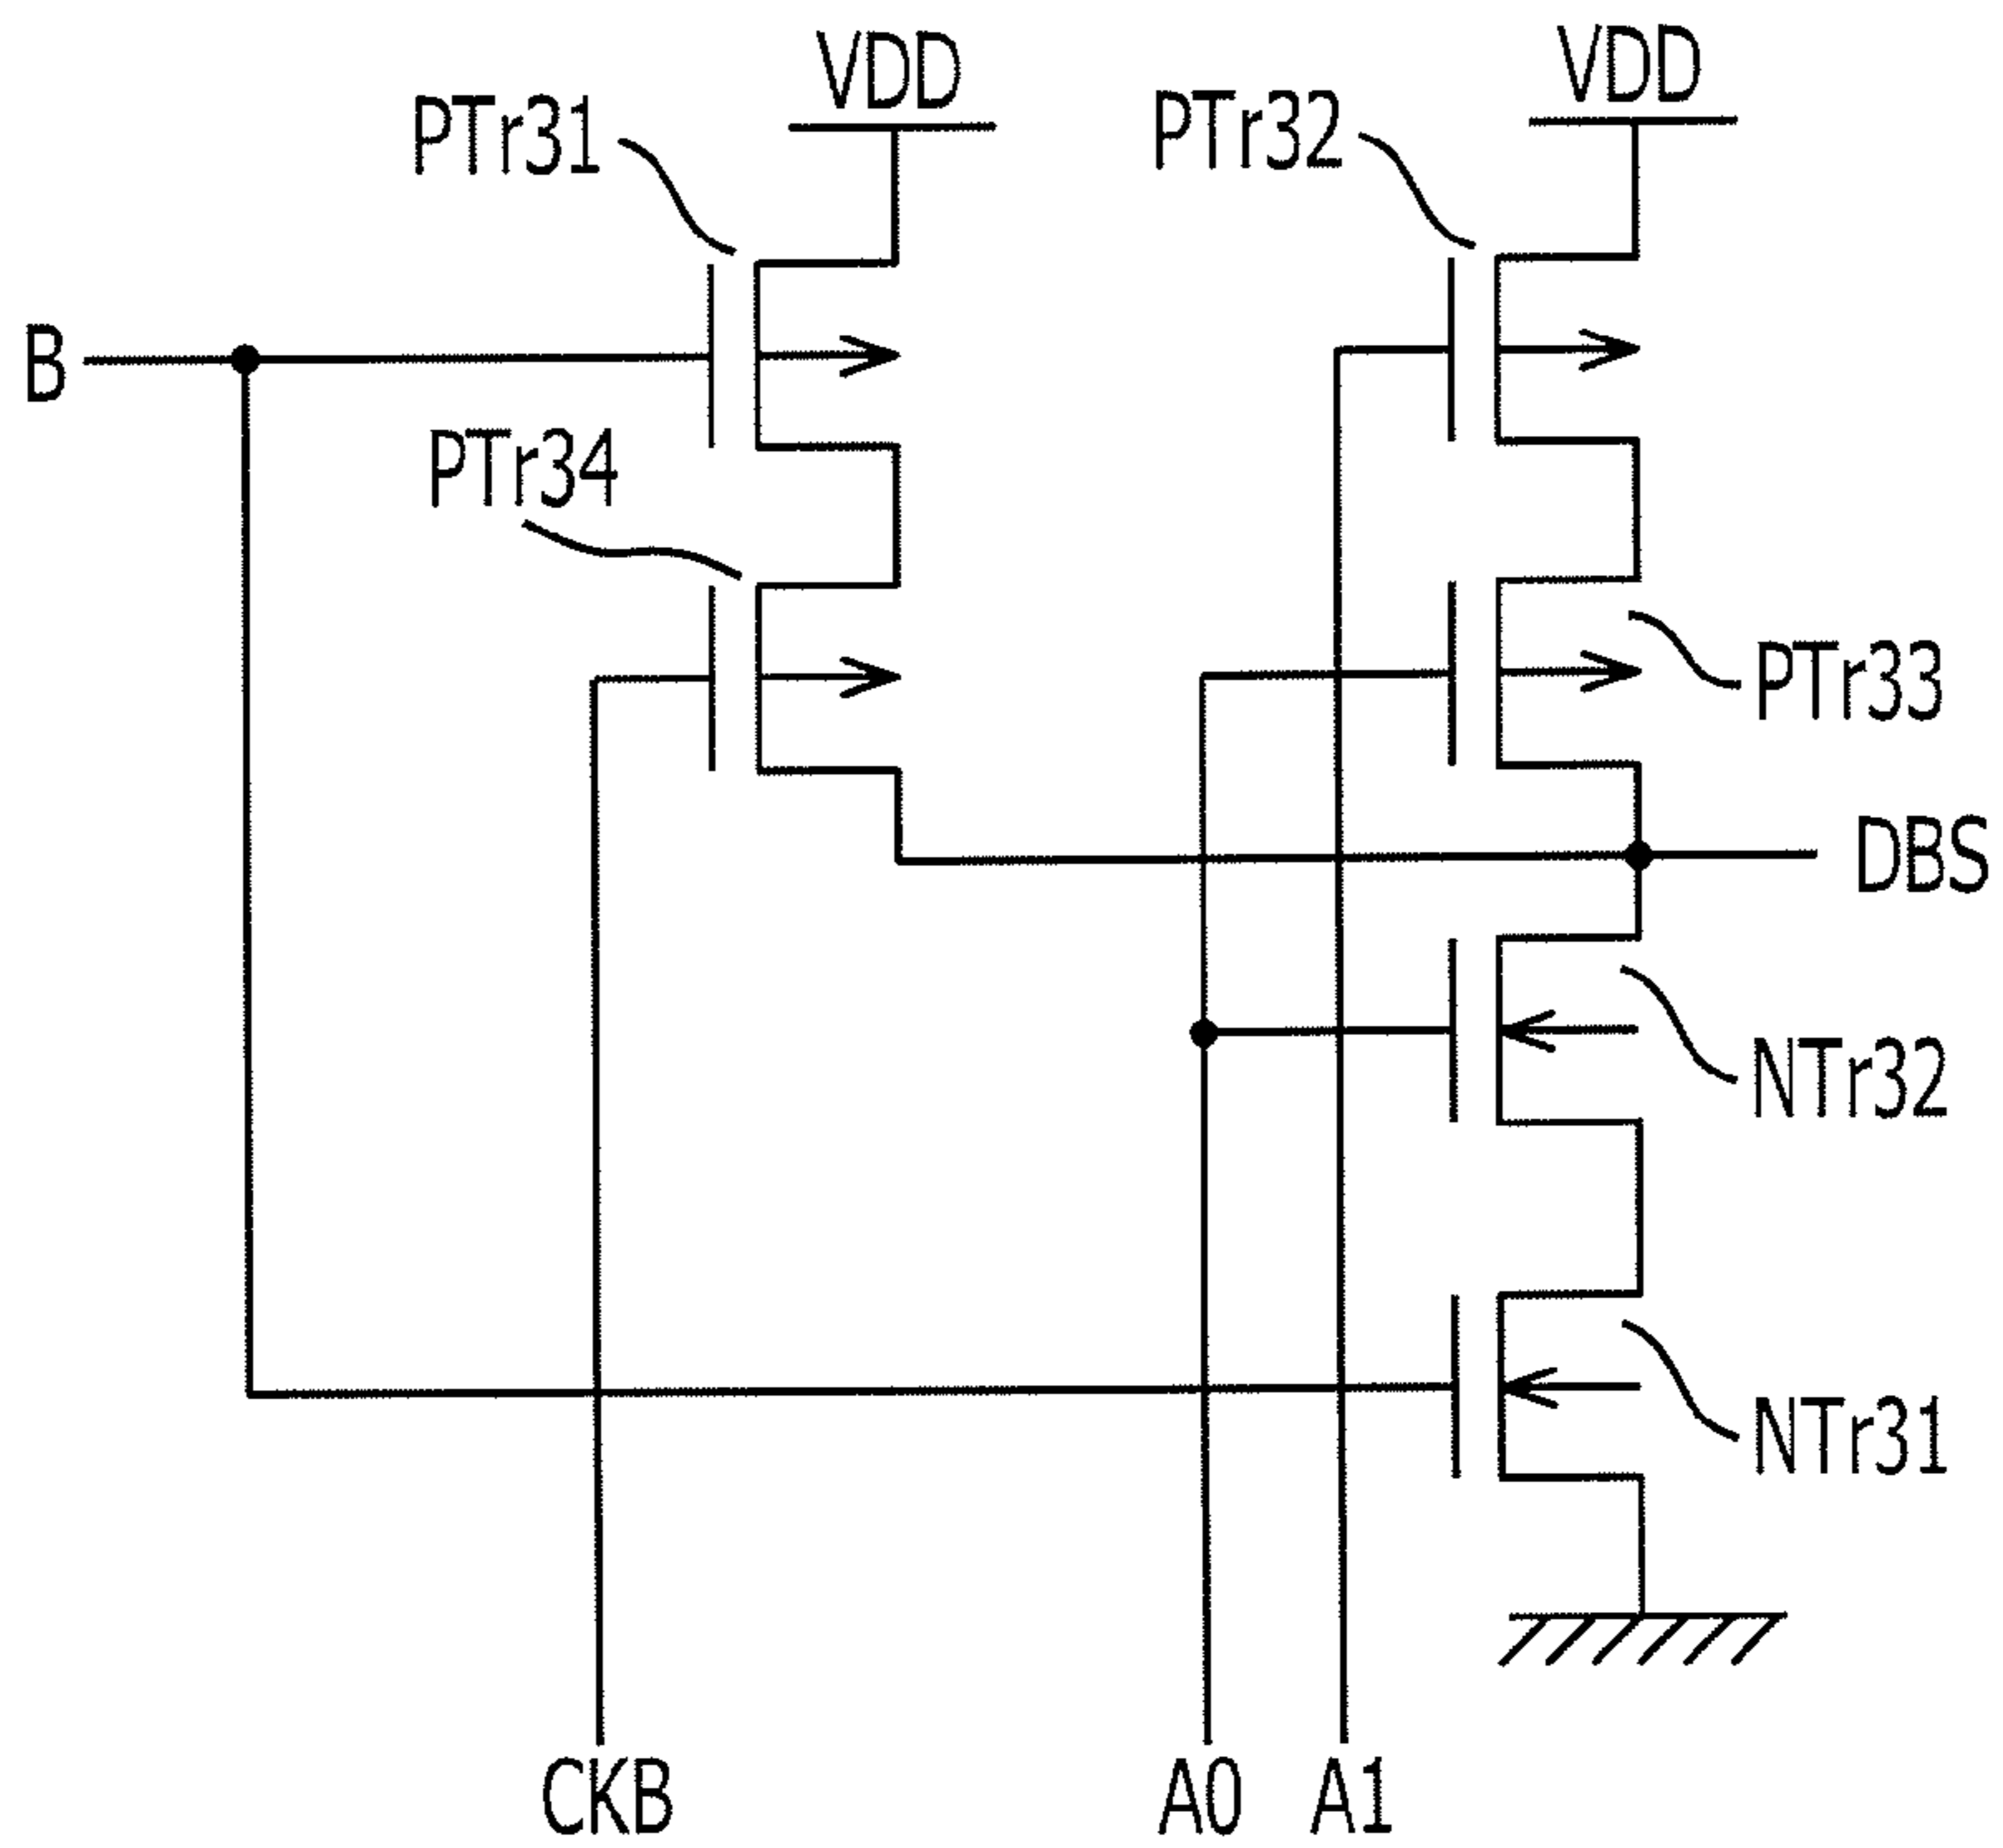 VDD
VDD
PTr31
PTr32
B
PTr34
PTr33
DBS
NTr32
NTr31
CKB
A0
A1